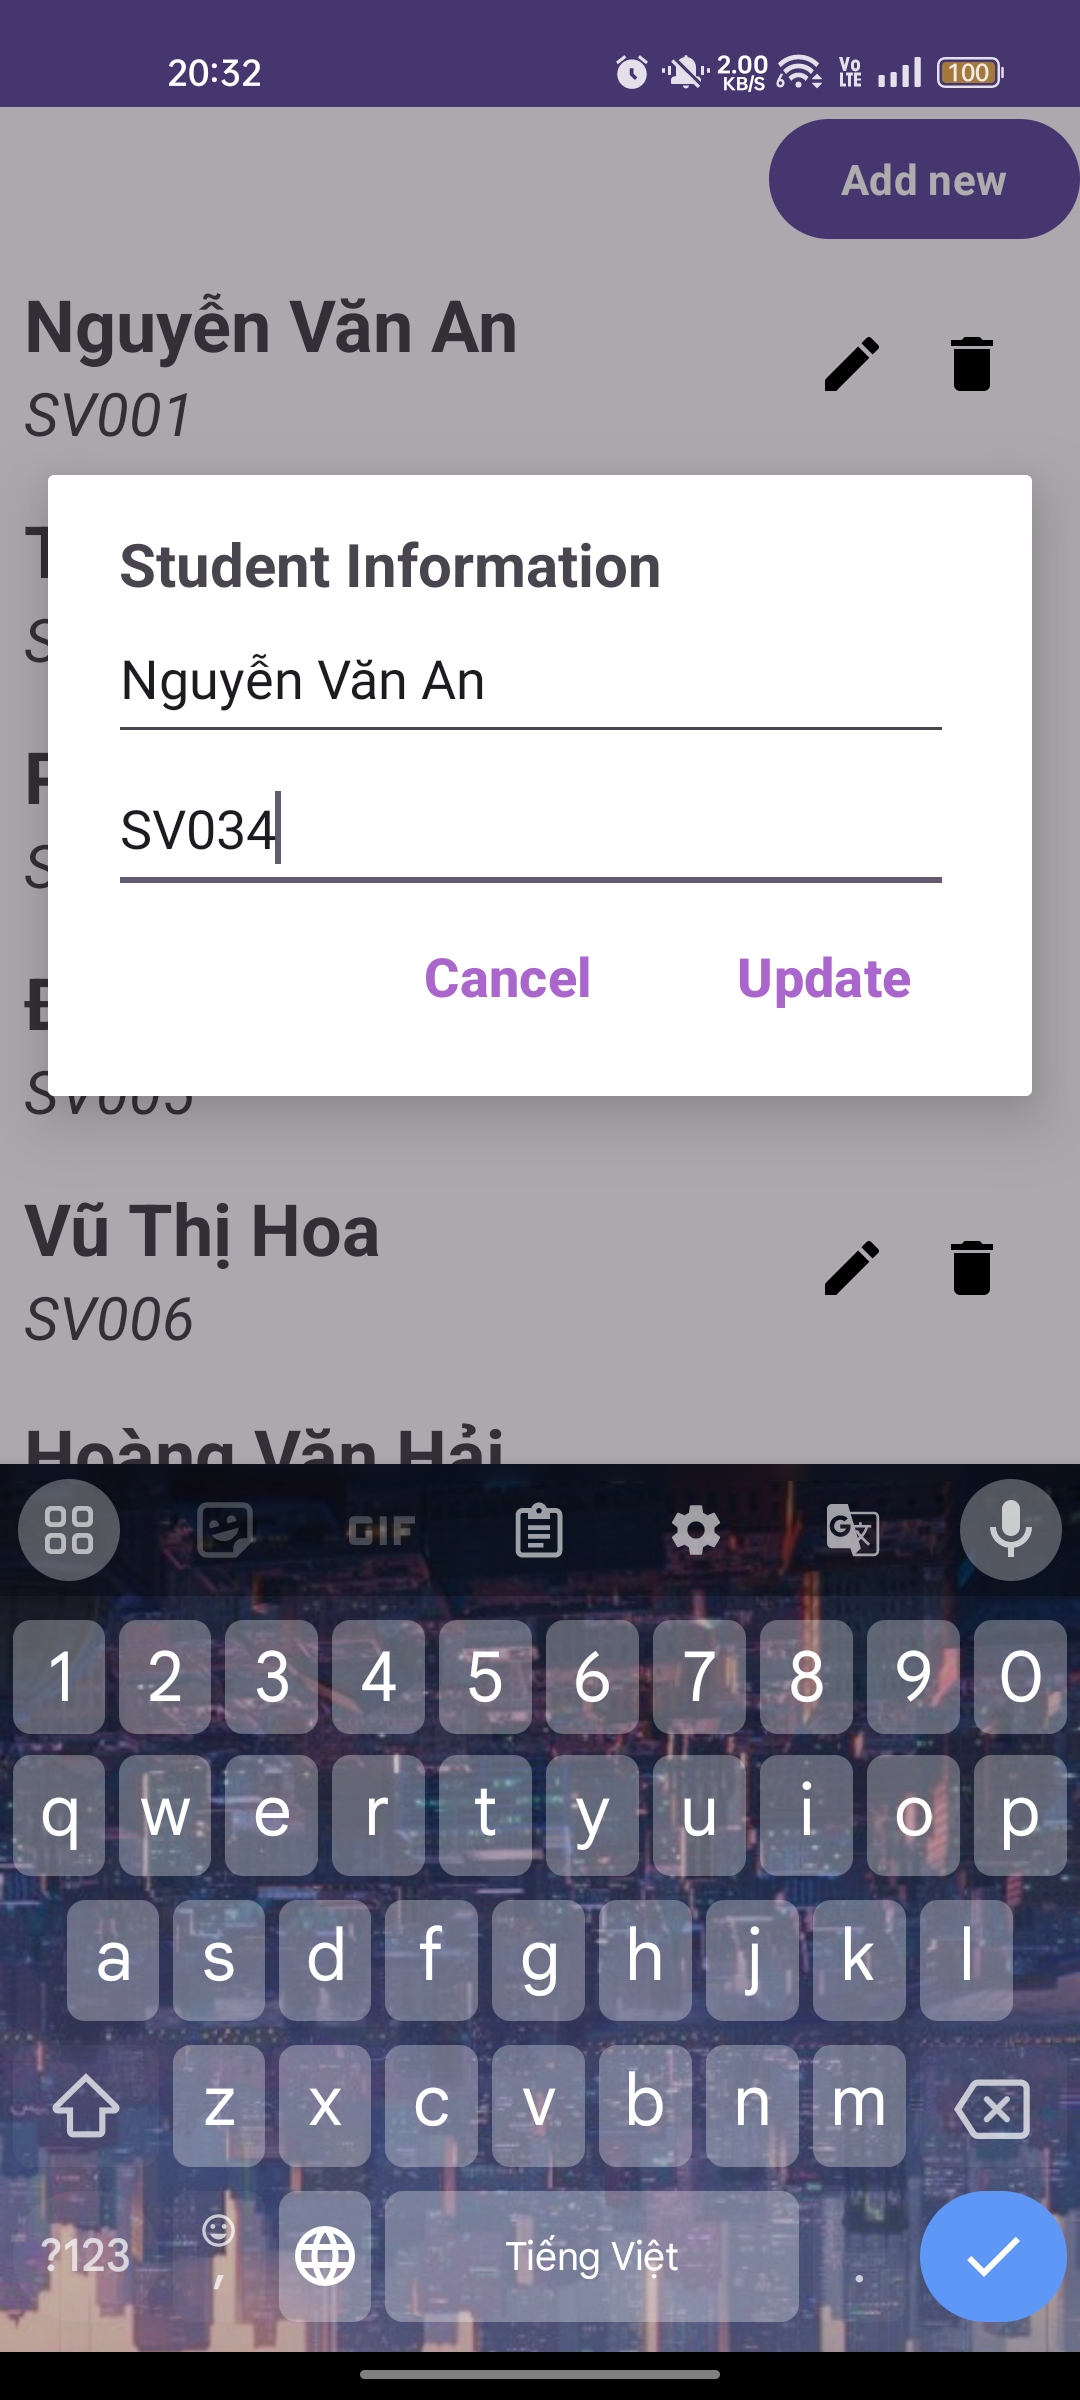 20:32
2.00
KB/S
6
Vo
LTE
100
Add new
Nguyễn Văn An
SV001
Student Information
Nguyễn Văn An
SV034
Cancel
Update
SV005
Vũ Thị Hoa
SV006
Hoàng Văn Hải
GIF
G
1 2 3 4 5 6 7 8 9 0
q w e r t y u i o p
a s d f g h j k l
z x c v b n m
?123 , Tiếng Việt .